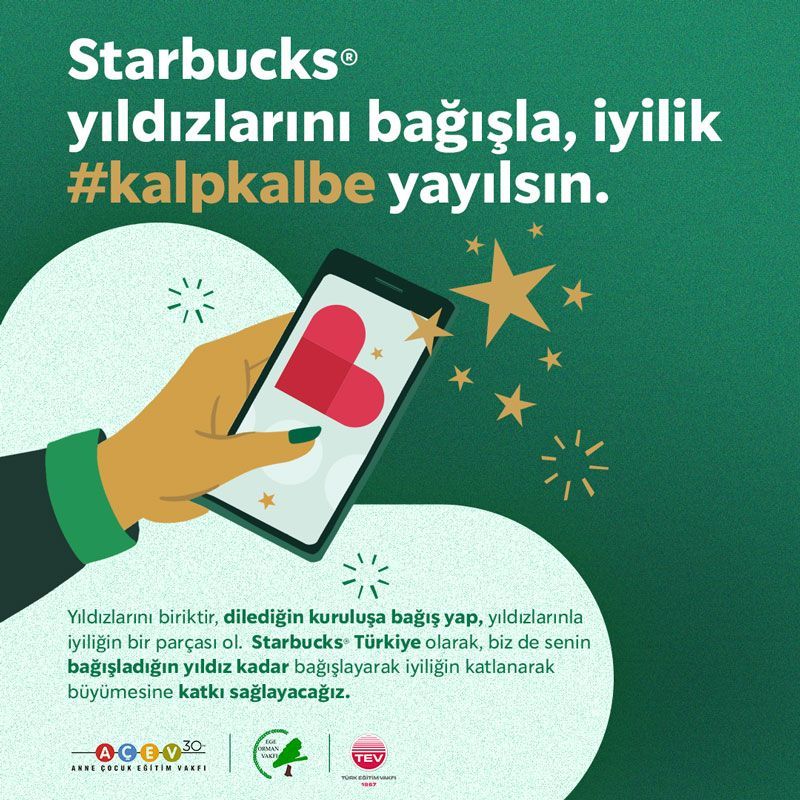 Starbucks®
yıldızlarını bağışla, iyilik
#kalpkalbe yayılsın.
Yıldızlarını biriktir, dilediğin kuruluşa bağış yap, yıldızlarınla
iyiliğin bir parçası ol. Starbucks® Türkiye olarak, biz de senin
bağışladığın yıldız kadar bağışlayarak iyiliğin katlanarak
büyümesine katkı sağlayacağız.
AÇEV 30
ANNE ÇOCUK EĞİTİM VAKFI
EGE
ORMAN
VAKFI
TEV
TÜRK EĞİTİM VAKFI
1967